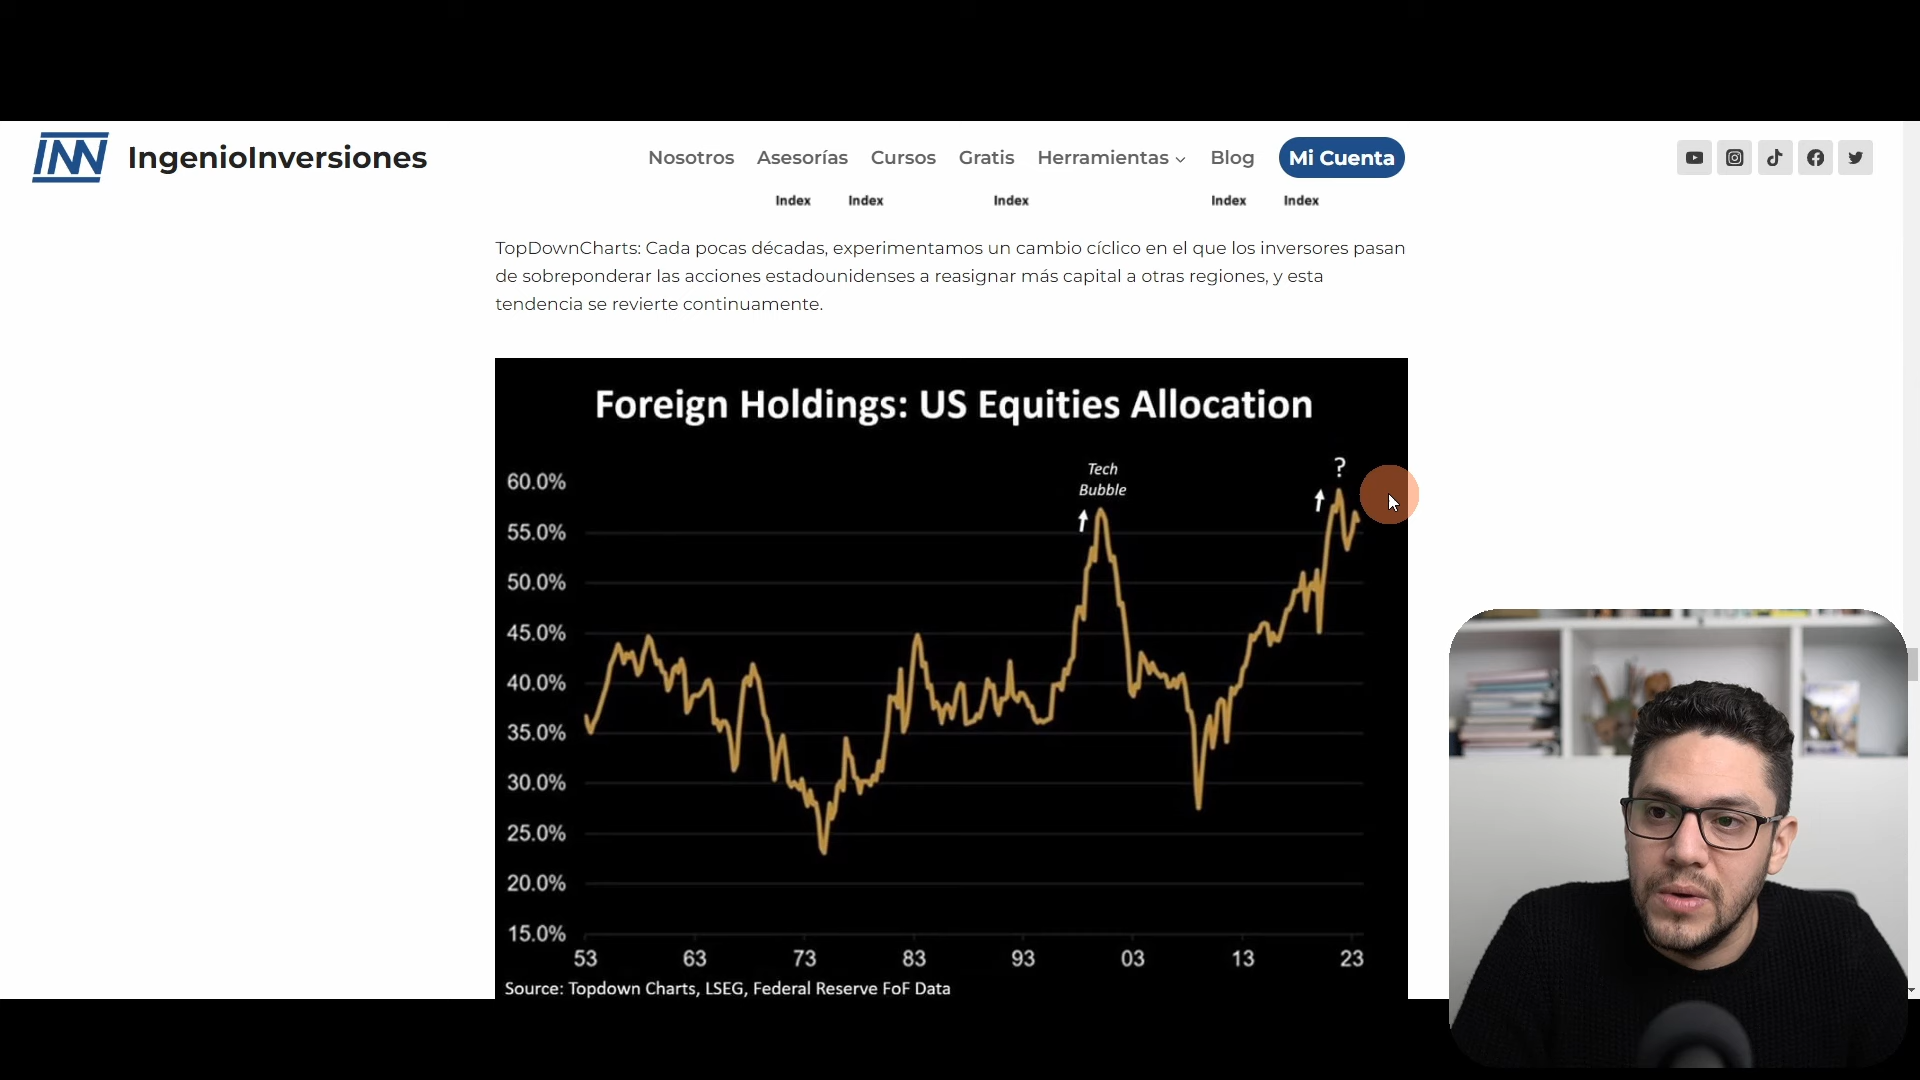 INN IngenioInversiones
Nosotros Asesorías Cursos Gratis Herramientas Blog Mi Cuenta
Index Index Index Index Index
TopDownCharts: Cada pocas décadas, experimentamos un cambio cíclico en el que los inversores pasan
de sobreponderar las acciones estadounidenses a reasignar más capital a otras regiones, y esta
tendencia se revierte continuamente.
Foreign Holdings: US Equities Allocation
Tech
Bubble
?
60.0%
55.0%
50.0%
45.0%
40.0%
35.0%
30.0%
25.0%
20.0%
15.0%
53 63 73 83 93 03 13 23
Source: Topdown Charts, LSEG, Federal Reserve FoF Data